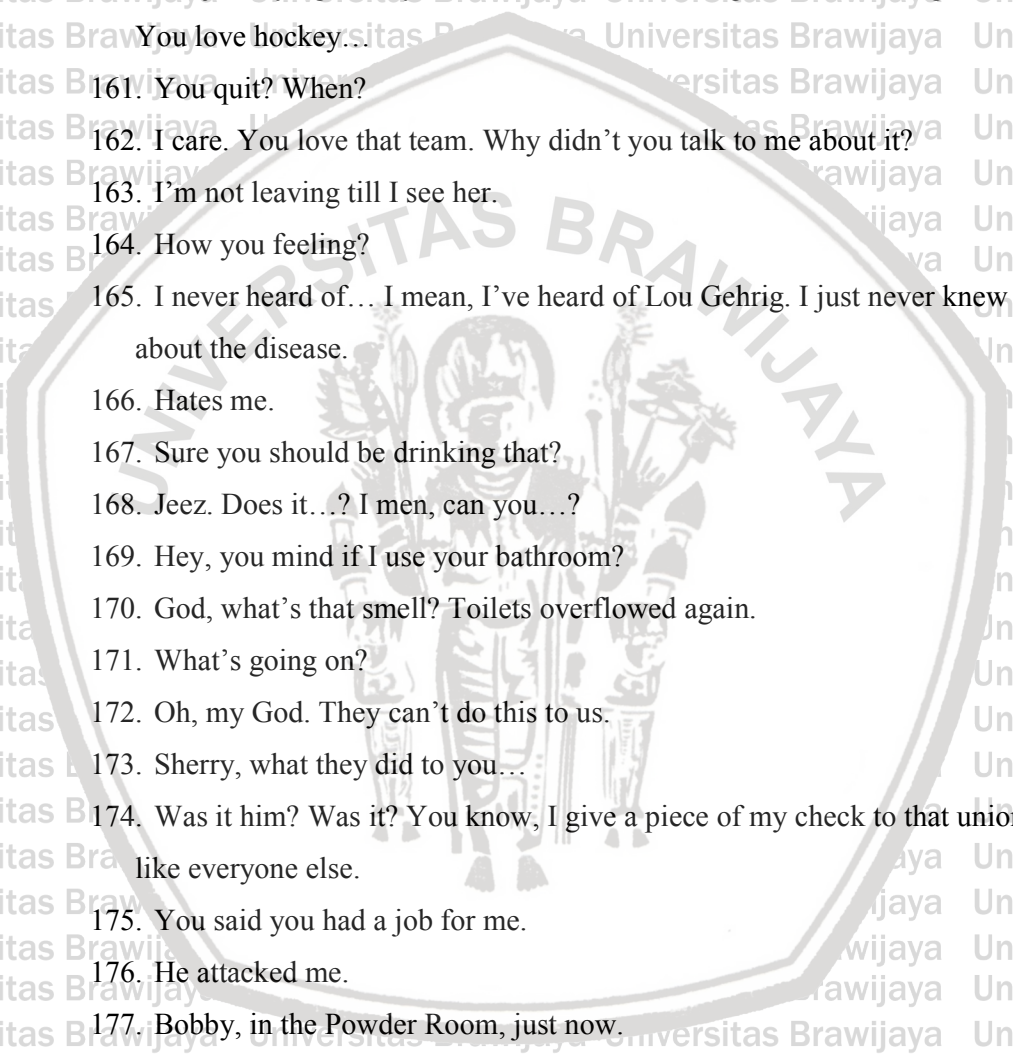 You love hockey…
161. You quit? When?
162. I care. You love that team. Why didn’t you talk to me about it?
163. I’m not leaving till I see her.
164. How you feeling?
165. I never heard of… I mean, I’ve heard of Lou Gehrig. I just never knew
about the disease.
166. Hates me.
167. Sure you should be drinking that?
168. Jeez. Does it…? I men, can you…?
169. Hey, you mind if I use your bathroom?
170. God, what’s that smell? Toilets overflowed again.
171. What’s going on?
172. Oh, my God. They can’t do this to us.
173. Sherry, what they did to you…
174. Was it him? Was it? You know, I give a piece of my check to that union
like everyone else.
175. You said you had a job for me.
176. He attacked me.
177. Bobby, in the Powder Room, just now.
UNIVERSITAS BRAWIJAYA